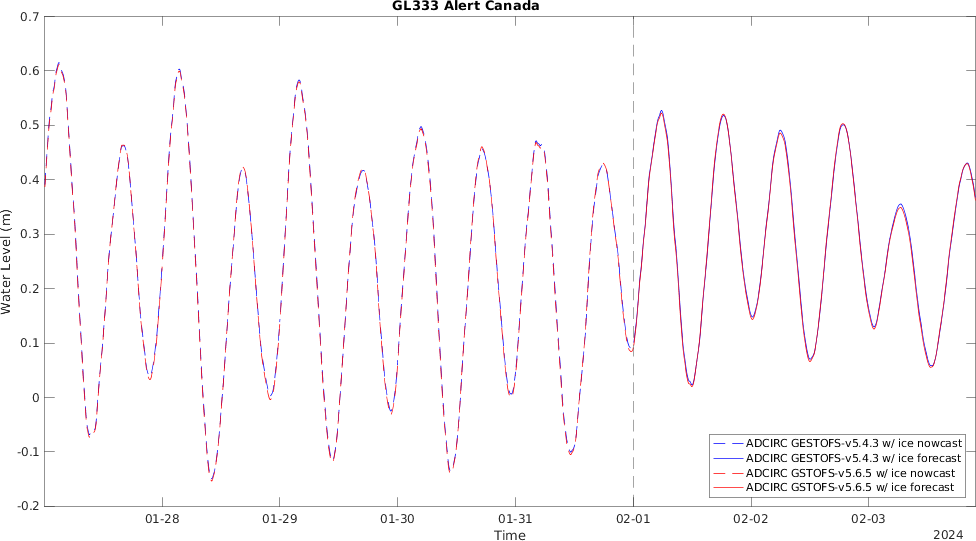 GL333 Alert Canada
0.7
0.6
0.5
0.4
0.3
0.2
0.1
0
-0.1
-0.2
Water Level (m)
ADCIRC GESTOFS-v5.4.3 w/ ice nowcast
ADCIRC GESTOFS-v5.4.3 w/ ice forecast
ADCIRC GSTOFS-v5.6.5 w/ ice nowcast
ADCIRC GSTOFS-v5.6.5 w/ ice forecast
01-28 01-29 01-30 01-31 02-01 02-02 02-03
Time
2024